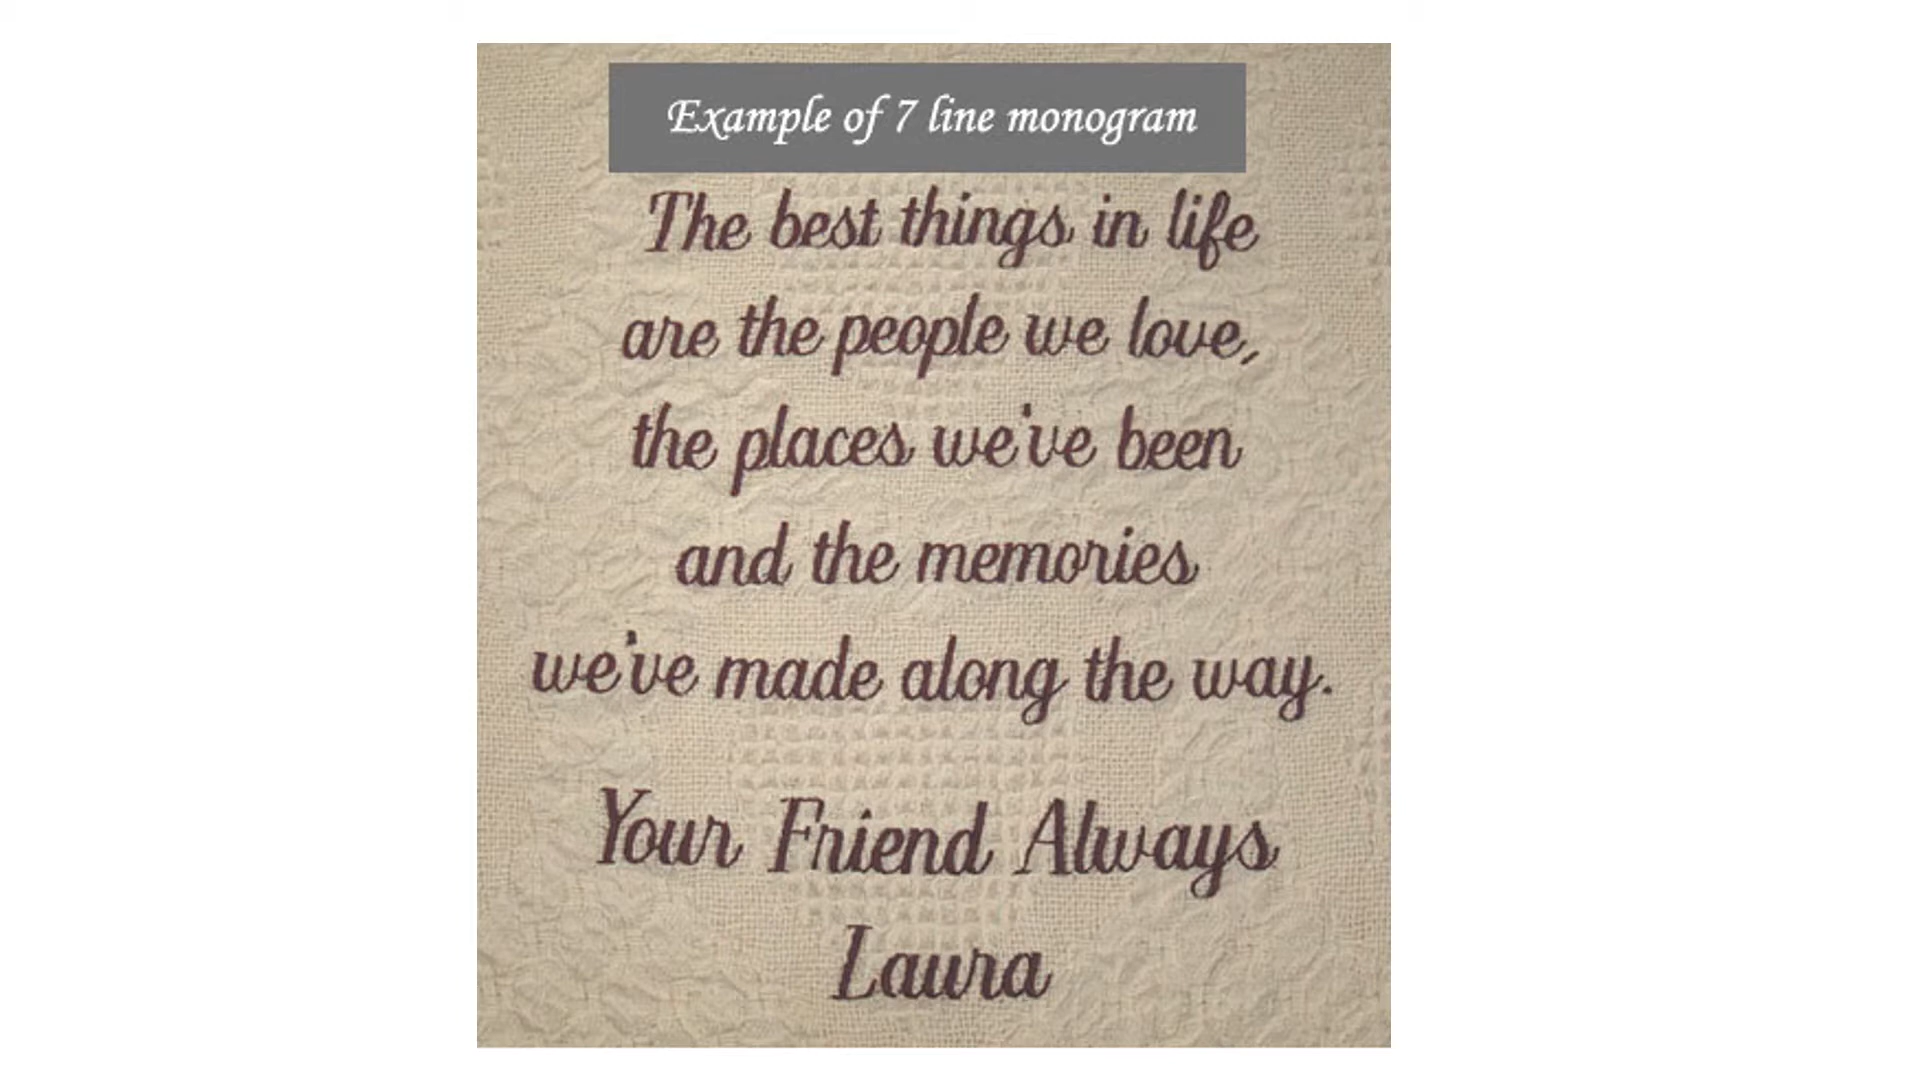 Example of 7 line monogram
The best things in life
are the people we love,
the places we've been
and the memories
we've made along the way.
Your Friend Always
Laura